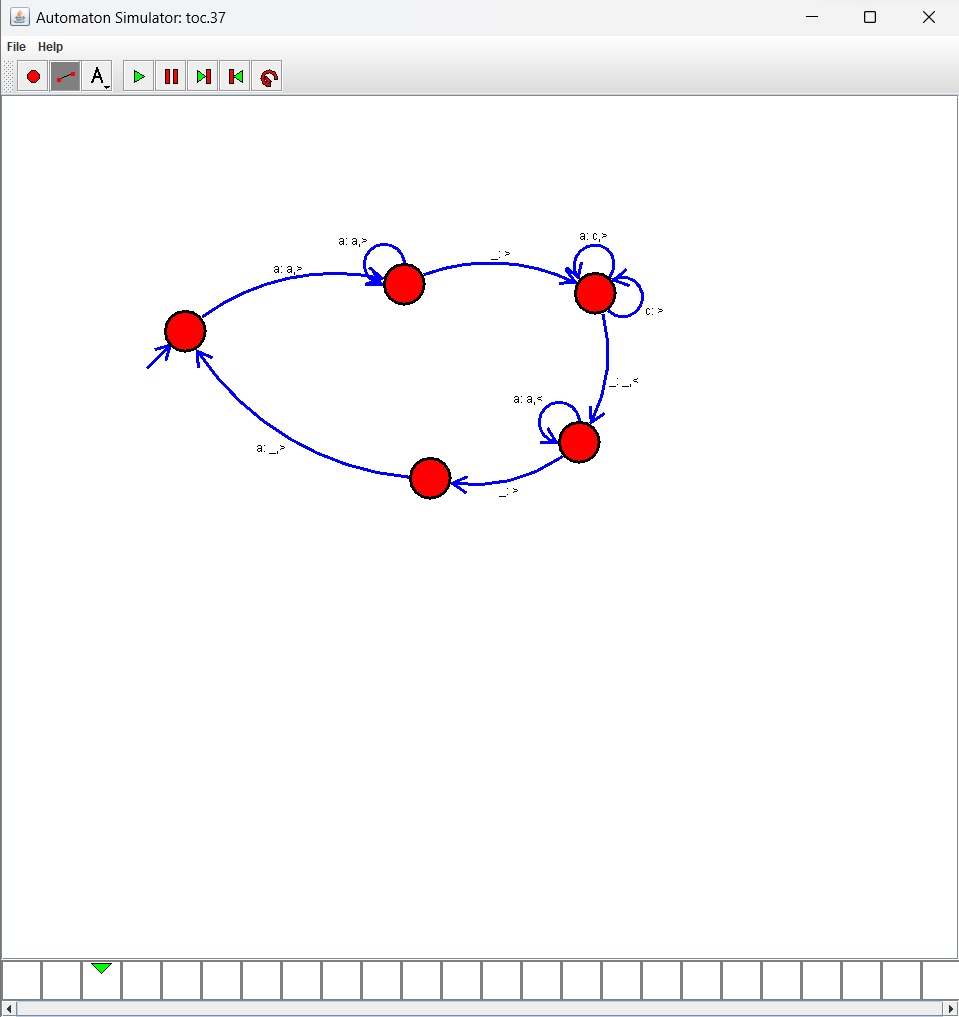 Automaton Simulator: toc.37
File Help
A
a: c,>
a: a,>
_: >
a: a,>
c: >
_: _,<
a: a,<
a: _,>
_: >